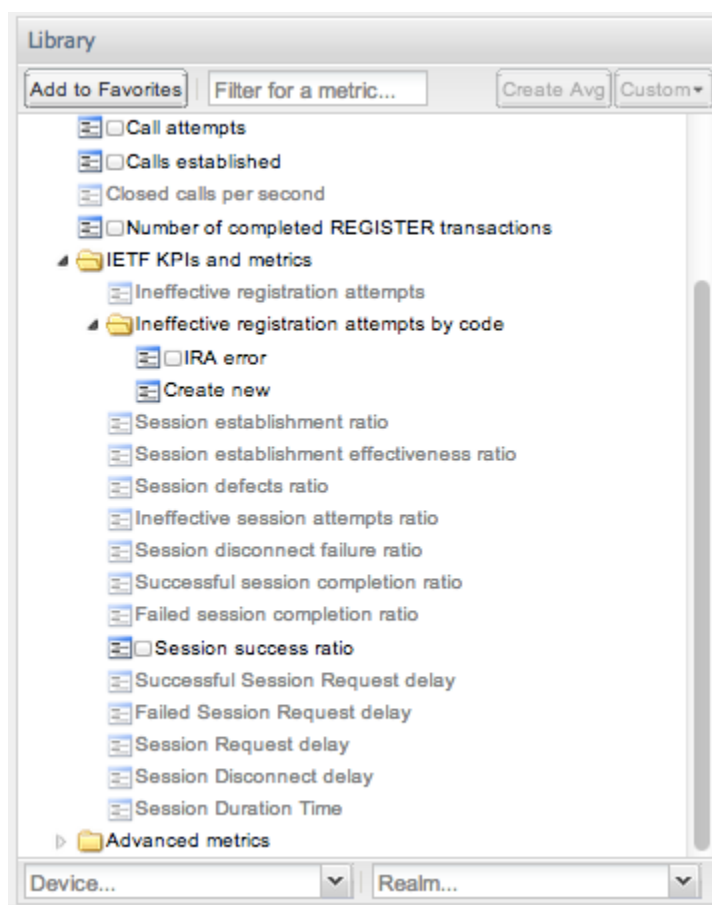 Library
Add to Favorites Filter for a metric... Create Avg Custom
Call attempts
Calls established
Closed calls per second
Number of completed REGISTER transactions
IETF KPIs and metrics
Ineffective registration attempts
Ineffective registration attempts by code
IRA error
Create new
Session establishment ratio
Session establishment effectiveness ratio
Session defects ratio
Ineffective session attempts ratio
Session disconnect failure ratio
Successful session completion ratio
Failed session completion ratio
Session success ratio
Successful Session Request delay
Failed Session Request delay
Session Request delay
Session Disconnect delay
Session Duration Time
Advanced metrics
Device... Realm...